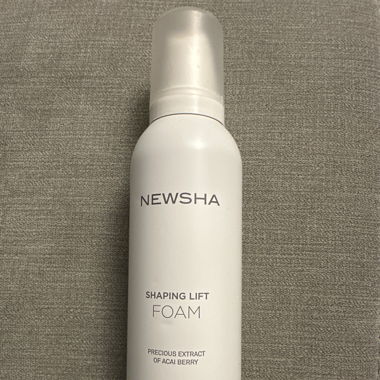 NEWSHA
SHAPING LIFT
FOAM
PRECIOUS EXTRACT
OF ACAI BERRY